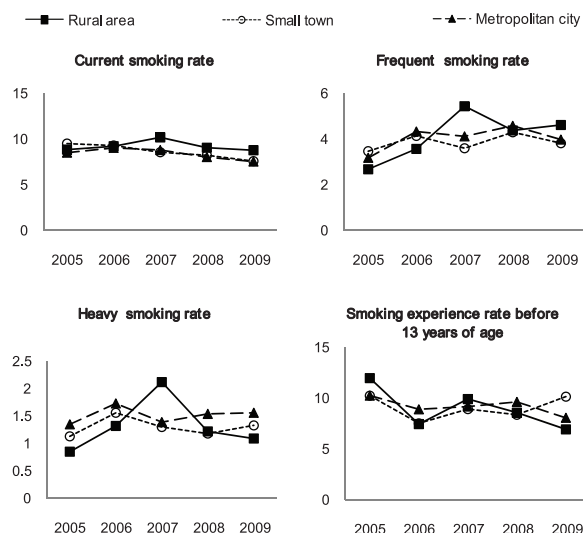 Rural area
Small town
Metropolitan city
Current smoking rate
15
10
5
0
2005 2006 2007 2008 2009
Frequent smoking rate
6
4
2
0
2005 2006 2007 2008 2009
Heavy smoking rate
2.5
2
1.5
1
0.5
0
2005 2006 2007 2008 2009
Smoking experience rate before
13 years of age
15
10
5
0
2005 2006 2007 2008 2009